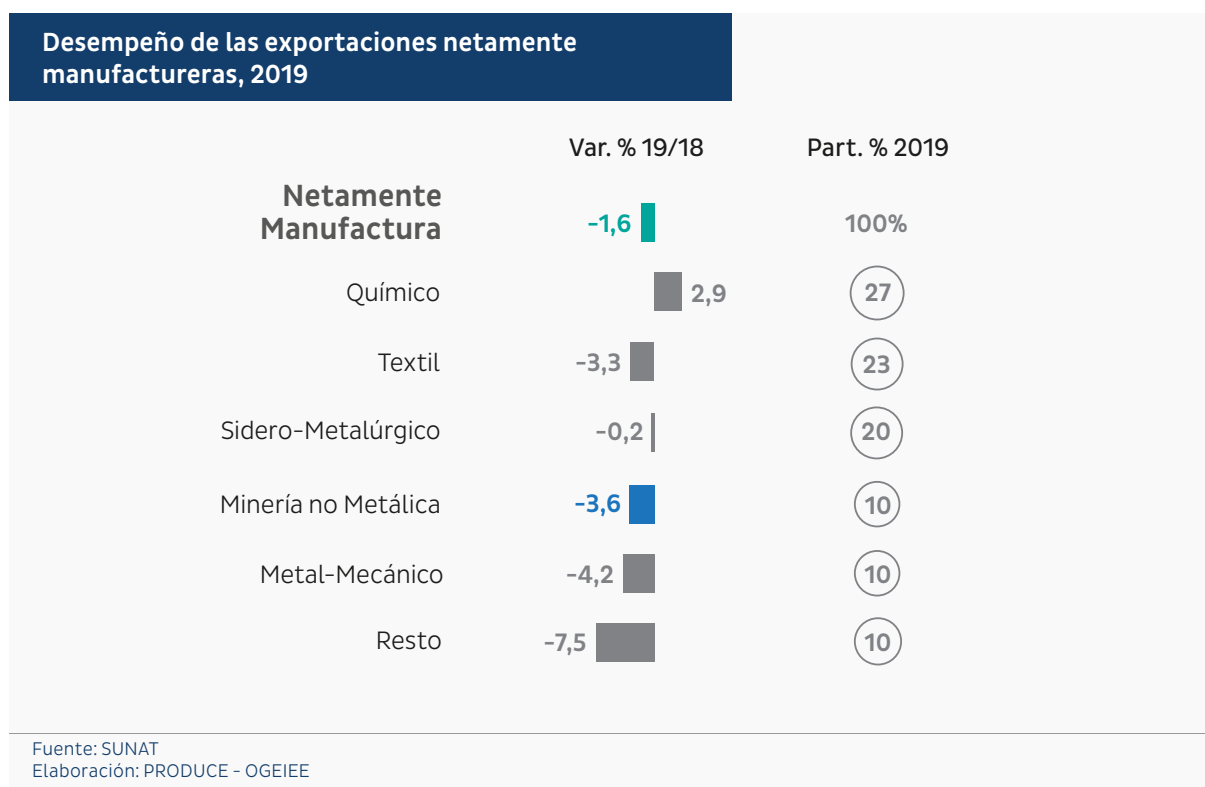 Desempeño de las exportaciones netamente
manufactureras, 2019
Var. % 19/18 Part. % 2019
Netamente
Manufactura -1,6 100%
Químico 2,9 27
Textil -3,3 23
Sidero-Metalúrgico -0,2 20
Minería no Metálica -3,6 10
Metal-Mecánico -4,2 10
Resto -7,5 10
Fuente: SUNAT
Elaboración: PRODUCE - OGEIEE